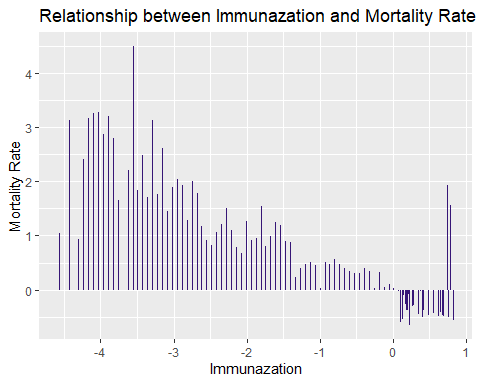 Relationship between Immunazation and Mortality Rate
Mortality Rate
4
3
2
1
0
-4 -3 -2 -1 0 1
Immunazation